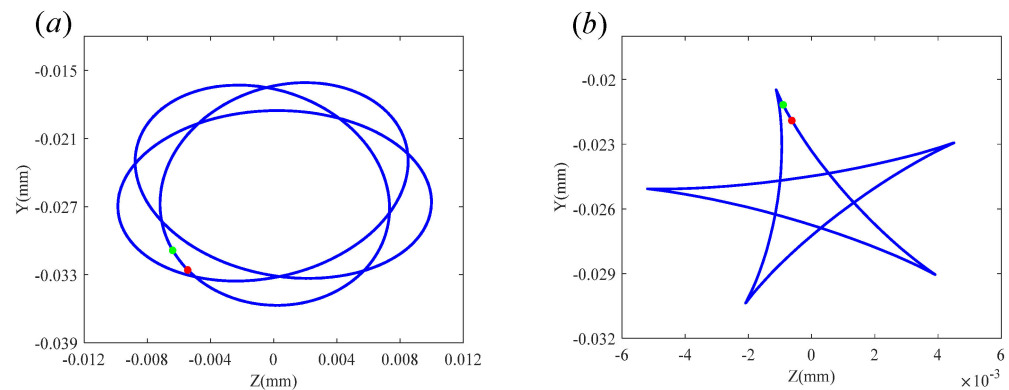 (a)
-0.015
-0.021
-0.027
-0.033
-0.039
Y(mm)
-0.012 -0.008 -0.004 0 0.004 0.008 0.012
Z(mm)
(b)
-0.02
-0.023
-0.026
-0.029
-0.032
Y(mm)
-6 -4 -2 0 2 4 6
Z(mm)
×10⁻³